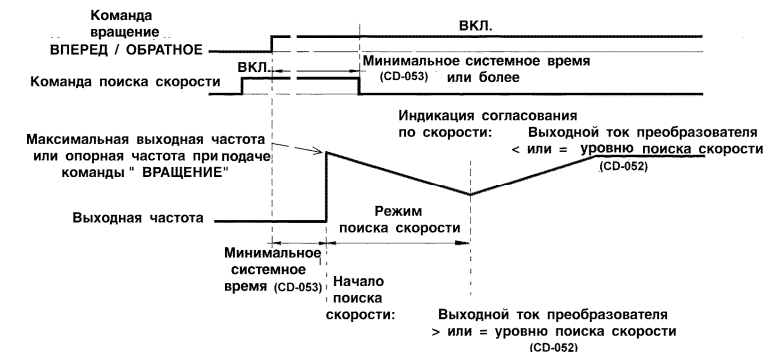 Команда
вращение
ВПЕРЕД / ОБРАТНОЕ
ВКЛ.
ВКЛ.
Команда поиска скорости
Минимальное системное время
(CD-053) или более
Индикация согласования
по скорости:
Выходной ток преобразователя
< или = уровню поиска скорости
(CD-052)
Максимальная выходная частота
или опорная частота при подаче
команды " ВРАЩЕНИЕ"
Выходная частота
Режим
поиска скорости
Минимальное
системное
время (CD-053)
Начало
поиска
скорости:
Выходной ток преобразователя
> или = уровню поиска скорости
(CD-052)